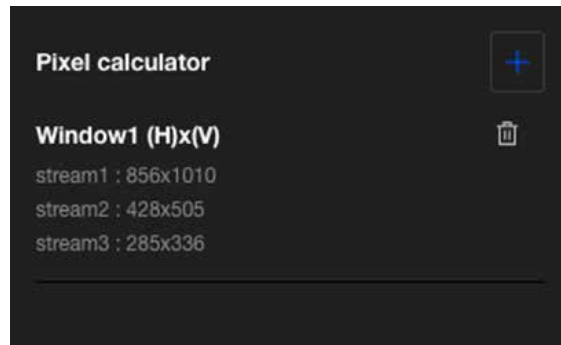 Pixel calculator
Window1 (H)x(V)
stream1 : 856x1010
stream2 : 428x505
stream3 : 285x336